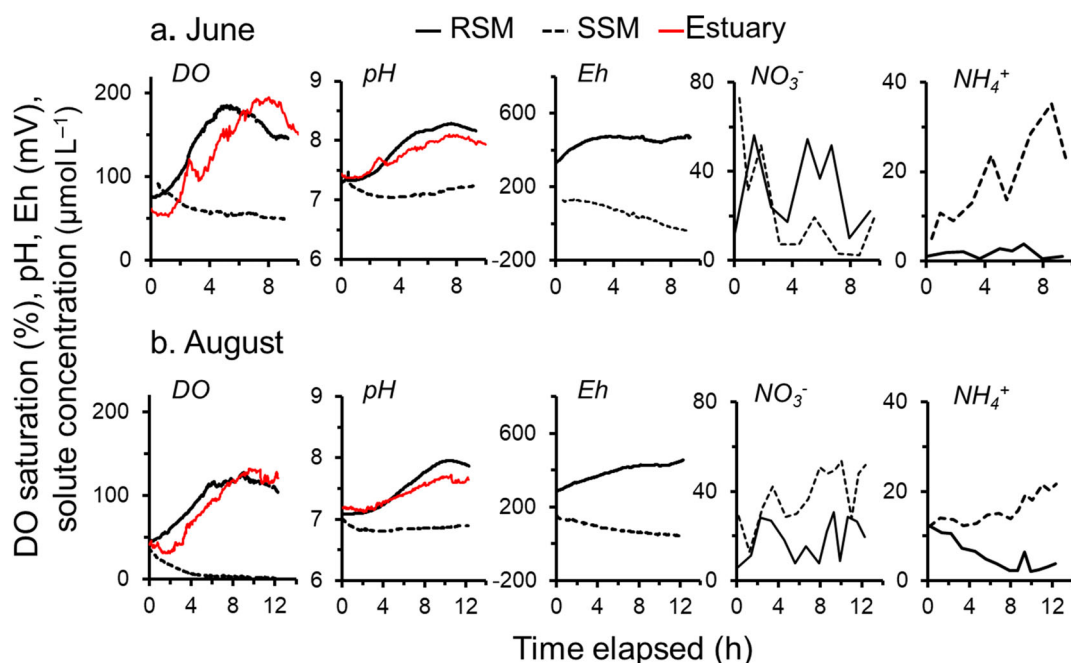 a. June
RSM SSM Estuary
DO pH Eh NO₃⁻ NH₄⁺
200 9 600 80 40
150 8 400
100 7 200 40 20
50 0
0 6 -200 0 0
0 4 8 0 4 8 0 4 8 0 4 8 0 4 8
b. August
DO pH Eh NO₃⁻ NH₄⁺
200 9 600 80 40
8
100 7 200 40 20
0 6 -200 0 0
0 4 8 12 0 4 8 12 0 4 8 12 0 4 8 12 0 4 8 12
Time elapsed (h)
DO saturation (%), pH, Eh (mV),
solute concentration (μmol L⁻¹)